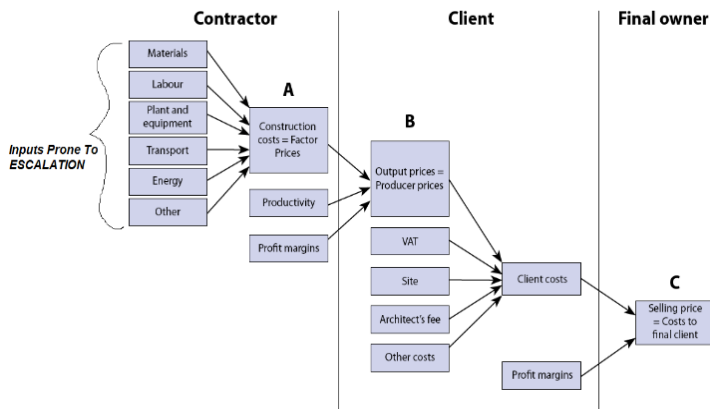 Contractor
Client
Final owner
Inputs Prone To
ESCALATION
Materials
Labour
Plant and
equipment
Transport
Energy
Other
A
Construction
costs = Factor
Prices
Productivity
Profit margins
B
Output prices =
Producer prices
VAT
Site
Architect's fee
Other costs
Client costs
Profit margins
C
Selling price
= Costs to
final client